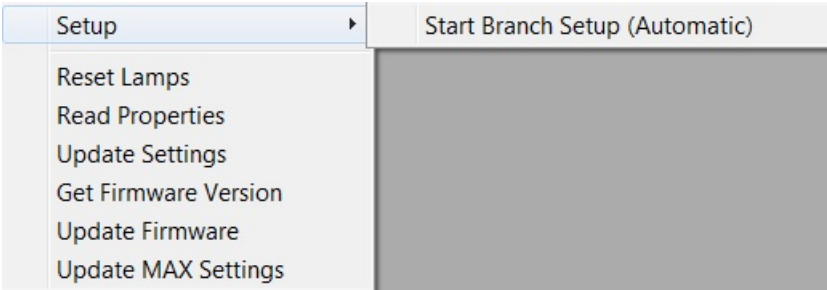 Setup
Start Branch Setup (Automatic)
Reset Lamps
Read Properties
Update Settings
Get Firmware Version
Update Firmware
Update MAX Settings